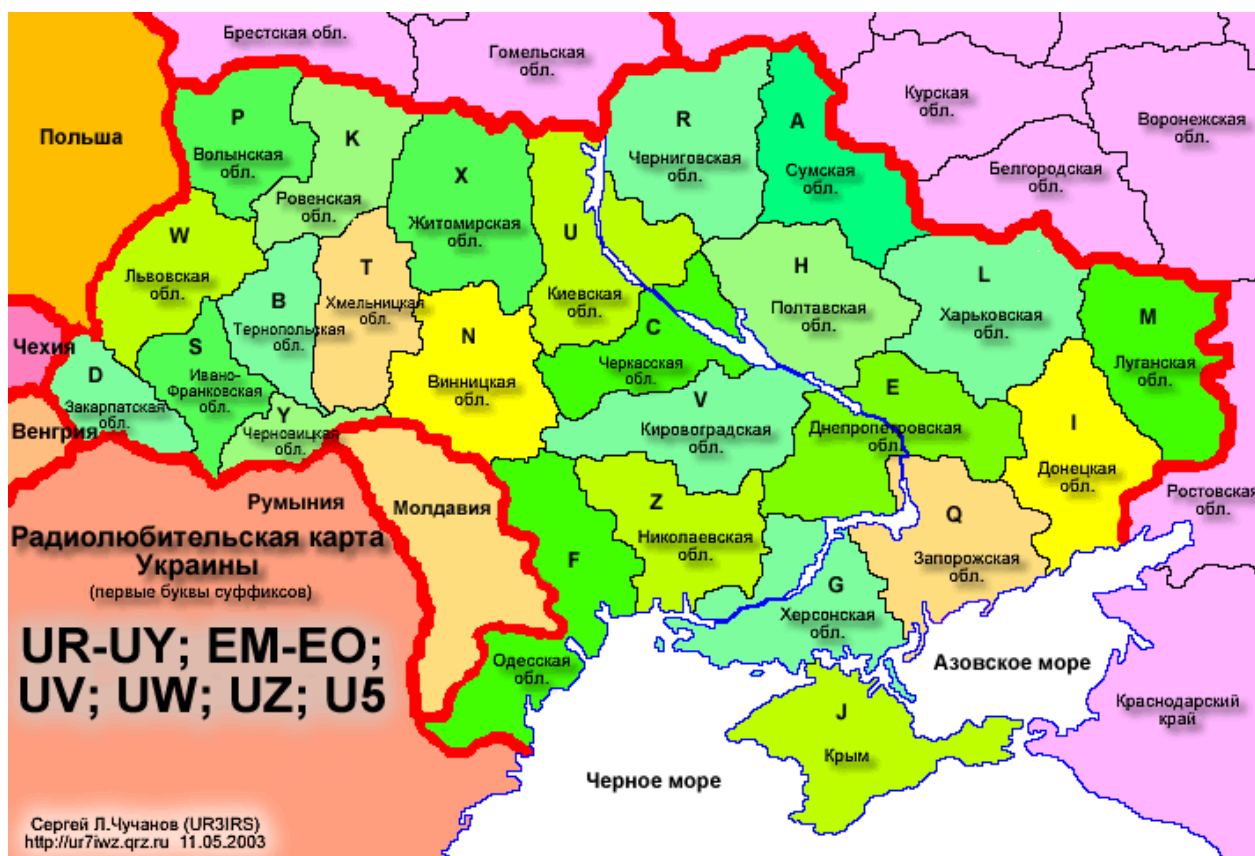 Брестская обл.
Гомельская
обл.
Курская
обл.
Воронежская
обл.
Белгородская
обл.
Польша
P
Волынская
обл.
K
Ровенская
обл.
X
Житомирская
обл.
R
Черниговская
обл.
A
Сумская
обл.
W
Львовская
обл.
B
Тернопольская
обл.
T
Хмельницкая
обл.
U
Киевская
обл.
H
Полтавская
обл.
L
Харьковская
обл.
M
Луганская
обл.
Чехия
D
Закарпатская
обл.
S
Ивано-
Франковская
обл.
Y
Черновицкая
обл.
N
Винницкая
обл.
C
Черкасская
обл.
V
Кировоградская
обл.
E
Днепропетровская
обл.
I
Донецкая
обл.
Венгрия
Румыния
Молдавия
F
Одесская
обл.
Z
Николаевская
обл.
Q
Запорожская
обл.
G
Херсонская
обл.
Ростовская
обл.
Азовское море
Краснодарский
край
J
Крым
Черное море
Радиолюбительская карта
Украины
(первые буквы суффиксов)
UR-UY; EM-EO;
UV; UW; UZ; U5
Сергей Л.Чучанов (UR3IRS)
http://ur7iwz.qrz.ru 11.05.2003